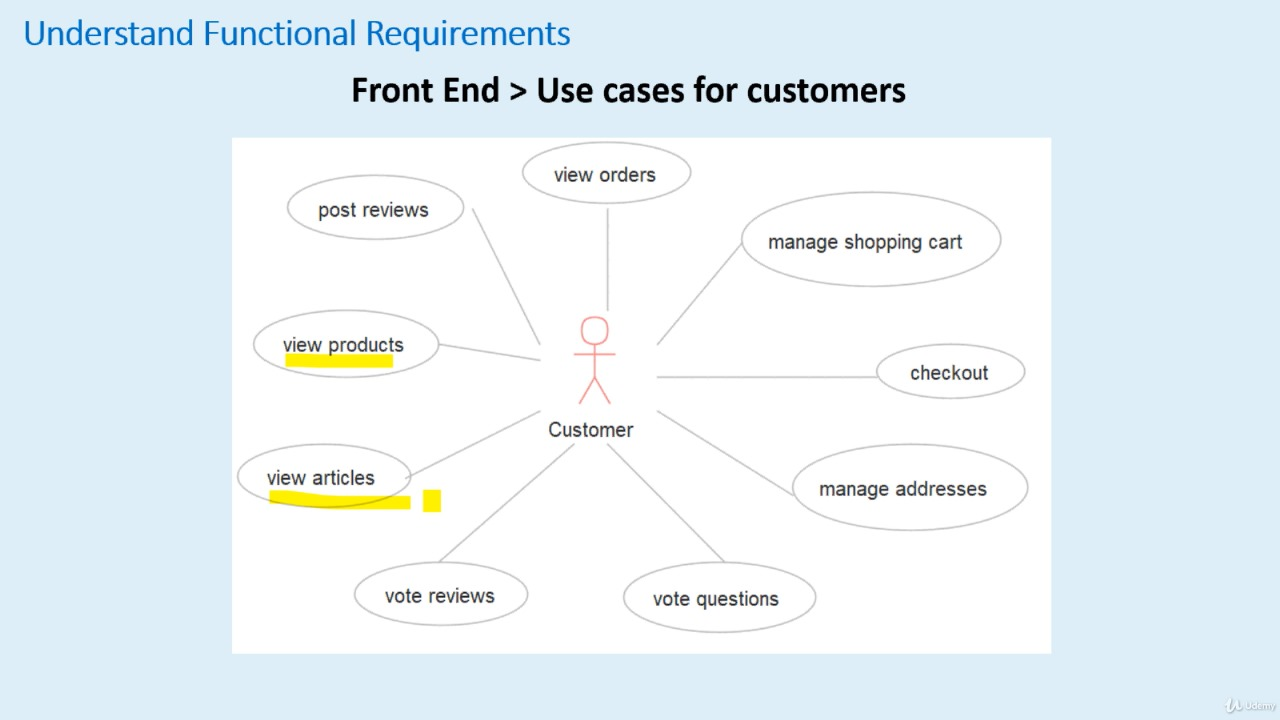 Understand Functional Requirements
Front End > Use cases for customers
view orders
post reviews
manage shopping cart
view products
checkout
Customer
view articles
manage addresses
vote reviews
vote questions
Udemy